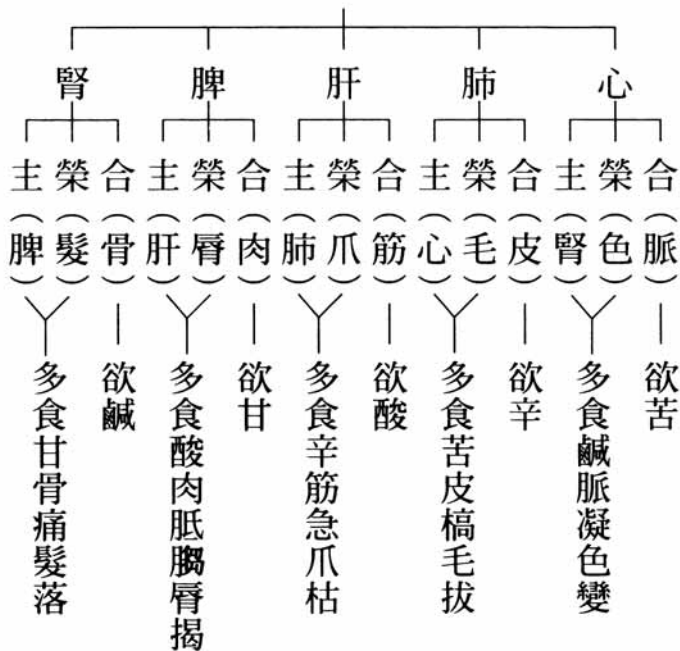 心
合（脈）
欲苦
榮（色）
主（腎）
多食鹹脈凝色變
肺
合（皮）
欲辛
榮（毛）
主（心）
多食苦皮槁毛拔
肝
合（筋）
欲酸
榮（爪）
主（肺）
多食辛筋急爪枯
脾
合（肉）
欲甘
榮（脣）
主（肝）
多食酸肉胝䐢脣揭
腎
合（骨）
欲鹹
榮（髮）
主（脾）
多食甘骨痛髮落